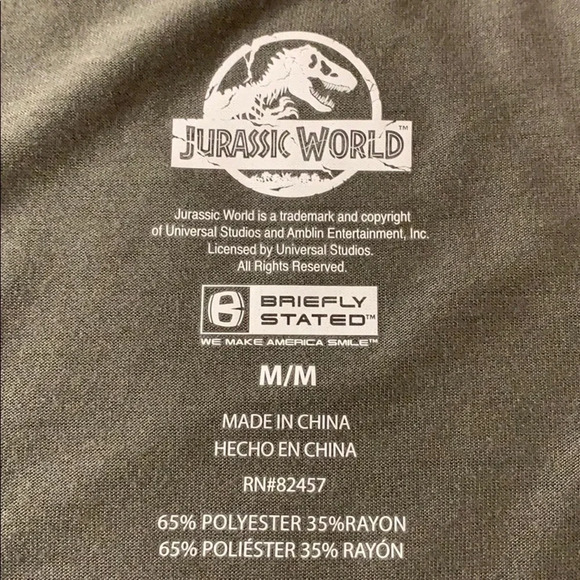 JURASSIC WORLD™
Jurassic World is a trademark and copyright
of Universal Studios and Amblin Entertainment, Inc.
Licensed by Universal Studios.
All Rights Reserved.
B BRIEFLY
STATED™
WE MAKE AMERICA SMILE™
M/M
MADE IN CHINA
HECHO EN CHINA
RN#82457
65% POLYESTER 35%RAYON
65% POLIÉSTER 35% RAYÓN